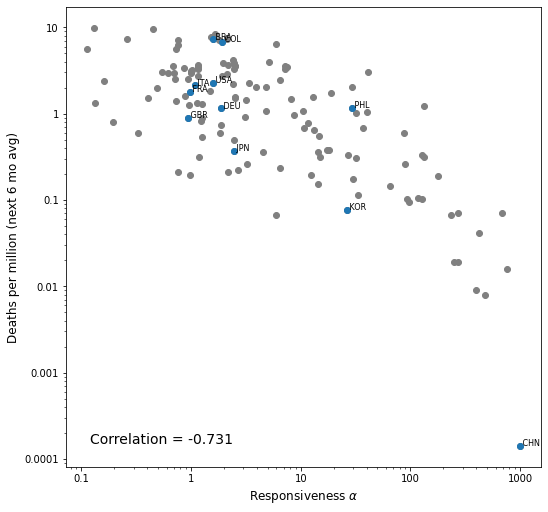 10
1
0.1
0.01
0.001
0.0001
Deaths per million (next 6 mo avg)
BRA
COL
ITA
USA
FRA
DEU
PHL
GBR
JPN
KOR
CHN
Correlation = -0.731
0.1 1 10 100 1000
Responsiveness α